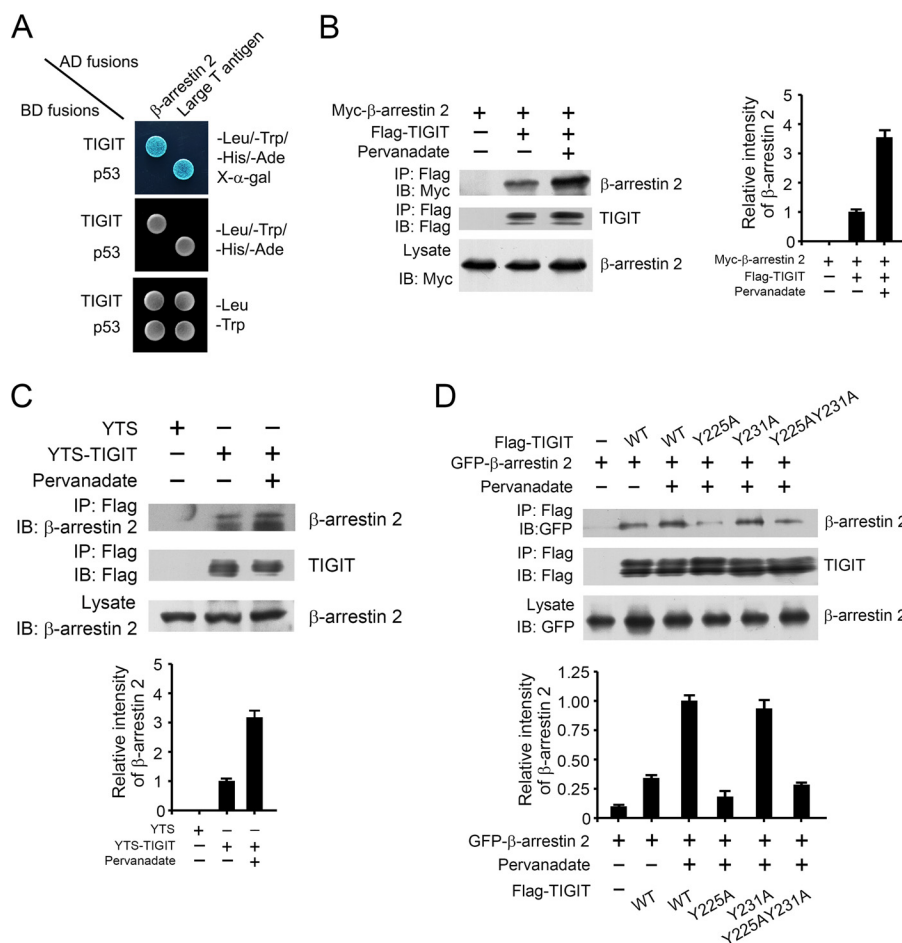 A
AD fusions
BD fusions
β-arrestin 2
Large T antigen
TIGIT
p53
-Leu/-Trp/
-His/-Ade
X-α-gal
TIGIT
p53
-Leu/-Trp/
-His/-Ade
TIGIT
p53
-Leu
-Trp
B
Myc-β-arrestin 2 + + +
Flag-TIGIT − + +
Pervanadate − − +
IP: Flag
IB: Myc
β-arrestin 2
IP: Flag
IB: Flag
TIGIT
Lysate
IB: Myc
β-arrestin 2
Relative intensity
of β-arrestin 2
5
4
3
2
1
0
Myc-β-arrestin 2 + + +
Flag-TIGIT − + +
Pervanadate − − +
C
YTS + − −
YTS-TIGIT − + +
Pervanadate − − +
IP: Flag
IB: β-arrestin 2
β-arrestin 2
IP: Flag
IB: Flag
TIGIT
Lysate
IB: β-arrestin 2
β-arrestin 2
Relative intensity
of β-arrestin 2
5
4
3
2
1
0
YTS + − −
YTS-TIGIT − + +
Pervanadate − − +
D
Flag-TIGIT − WT WT Y225A Y231A Y225AY231A
GFP-β-arrestin 2 + + + + + +
Pervanadate − − + + + +
IP: Flag
IB:GFP
β-arrestin 2
IP: Flag
IB: Flag
TIGIT
Lysate
IB: GFP
β-arrestin 2
Relative intensity
of β-arrestin 2
1.25
1.00
0.75
0.50
0.25
0
GFP-β-arrestin 2 + + + + + +
Pervanadate − − + + + +
Flag-TIGIT − WT WT Y225A Y231A Y225AY231A